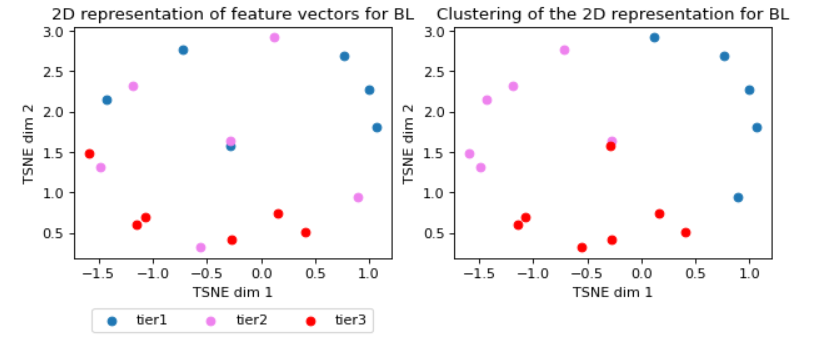 2D representation of feature vectors for BL
3.0
2.5
2.0
1.5
1.0
0.5
TSNE dim 2
−1.5 −1.0 −0.5 0.0 0.5 1.0
TSNE dim 1
tier1 tier2 tier3
Clustering of the 2D representation for BL
3.0
2.5
2.0
1.5
1.0
0.5
TSNE dim 2
−1.5 −1.0 −0.5 0.0 0.5 1.0
TSNE dim 1